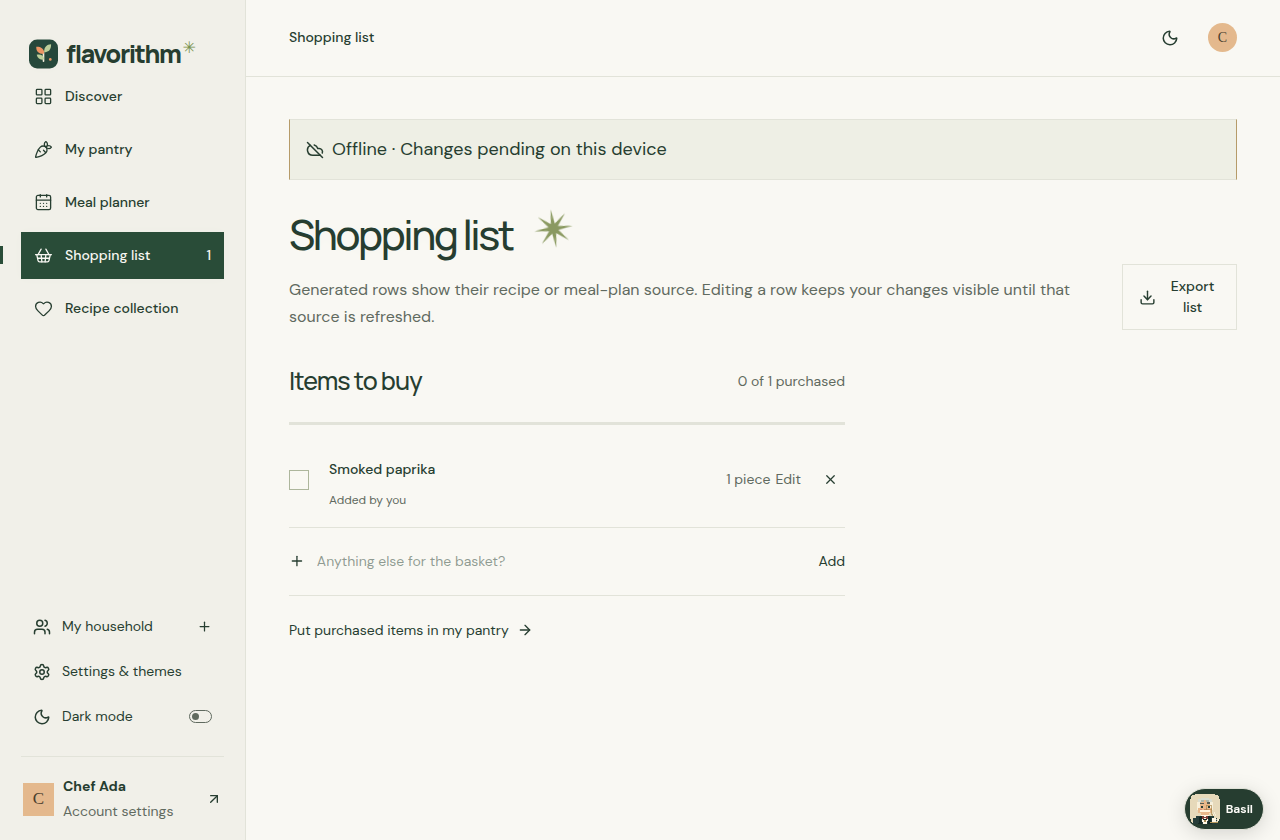 flavorithm
Discover
My pantry
Meal planner
Shopping list 1
Recipe collection
My household
Settings & themes
Dark mode
C
Chef Ada
Account settings
Shopping list
C
Offline · Changes pending on this device
Shopping list
Generated rows show their recipe or meal-plan source. Editing a row keeps your changes visible until that
source is refreshed.
Export
list
Items to buy
0 of 1 purchased
Smoked paprika
Added by you
1 piece Edit
Anything else for the basket?
Add
Put purchased items in my pantry
Basil